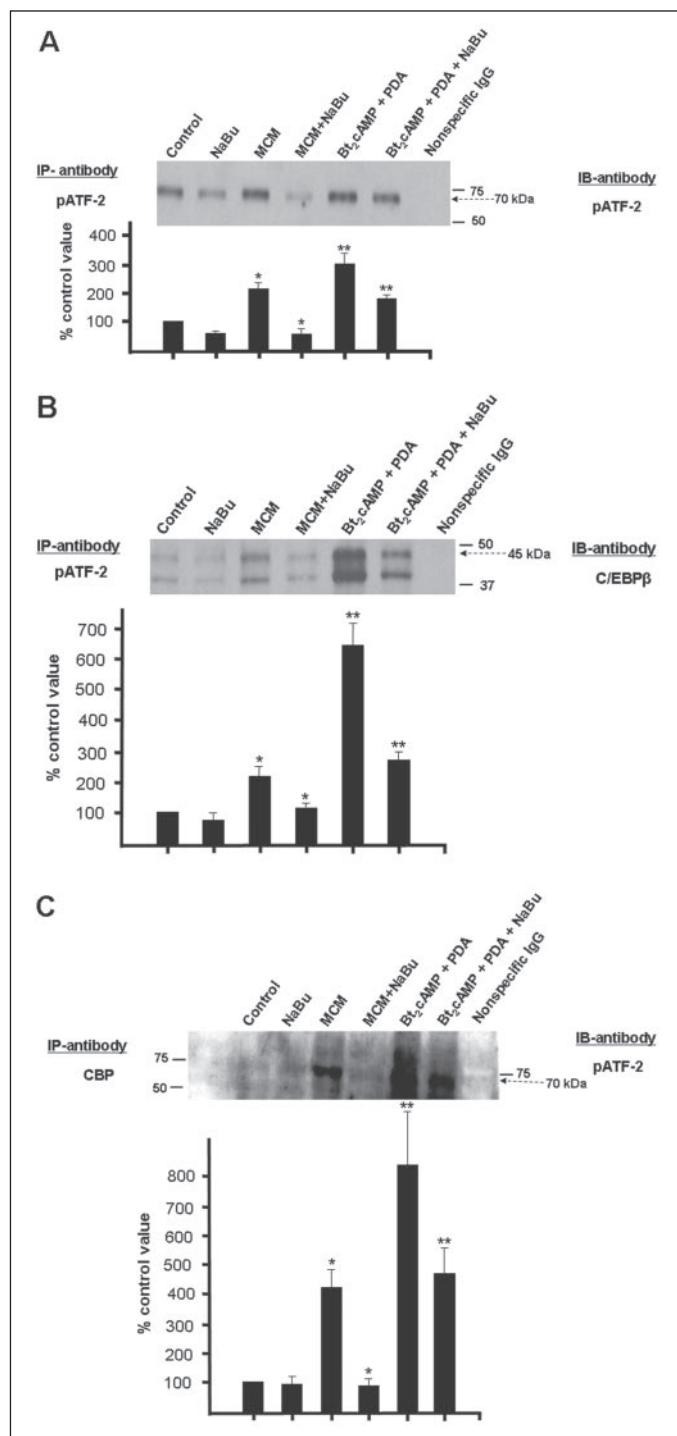 A
Control
NaBu
MCM
MCM+NaBu
Bt₂cAMP + PDA
Bt₂cAMP + PDA + NaBu
Nonspecific IgG
IP- antibody
pATF-2
75
70 kDa
50
IB-antibody
pATF-2
% control value
400
300
200
100
*
*
**
**
B
Control
NaBu
MCM
MCM+NaBu
Bt₂cAMP + PDA
Bt₂cAMP + PDA + NaBu
Nonspecific IgG
IP-antibody
pATF-2
50
45 kDa
37
IB-antibody
C/EBPβ
% control value
700
600
500
300
200
100
*
*
**
**
C
Control
NaBu
MCM
MCM+NaBu
Bt₂cAMP + PDA
Bt₂cAMP + PDA + NaBu
Nonspecific IgG
IP-antibody
CBP
75
50
75
70 kDa
IB-antibody
pATF-2
% control value
800
700
600
500
400
300
200
100
*
*
**
**